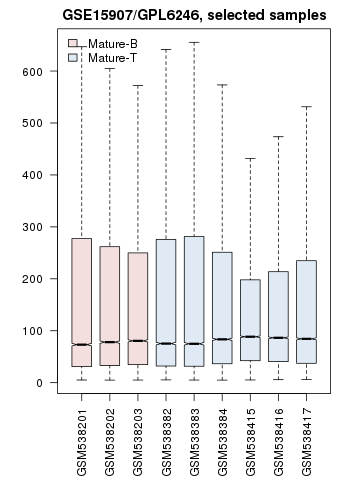 GSE15907/GPL6246, selected samples
Mature-B
Mature-T
600
500
400
300
200
100
0
GSM538201
GSM538202
GSM538203
GSM538382
GSM538383
GSM538384
GSM538415
GSM538416
GSM538417